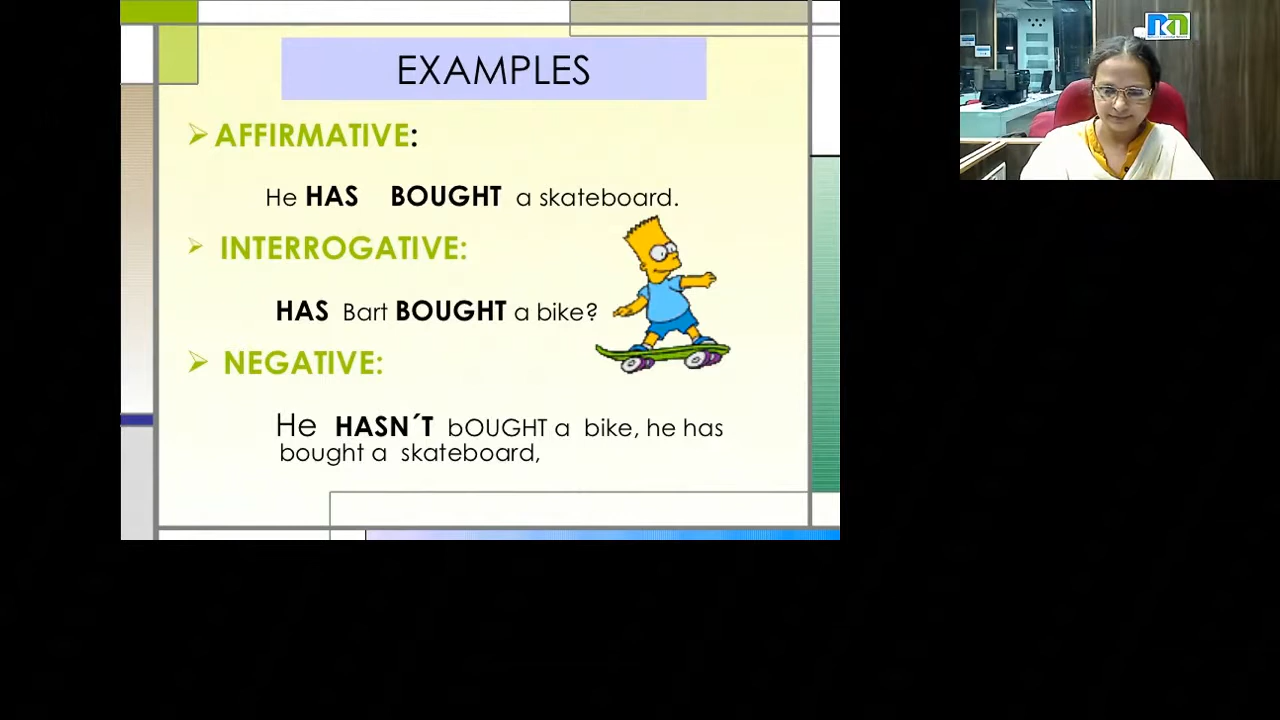 EXAMPLES
AFFIRMATIVE:
He HAS BOUGHT a skateboard.
INTERROGATIVE:
HAS Bart BOUGHT a bike?
NEGATIVE:
He HASN´T bOUGHT a bike, he has
bought a skateboard,